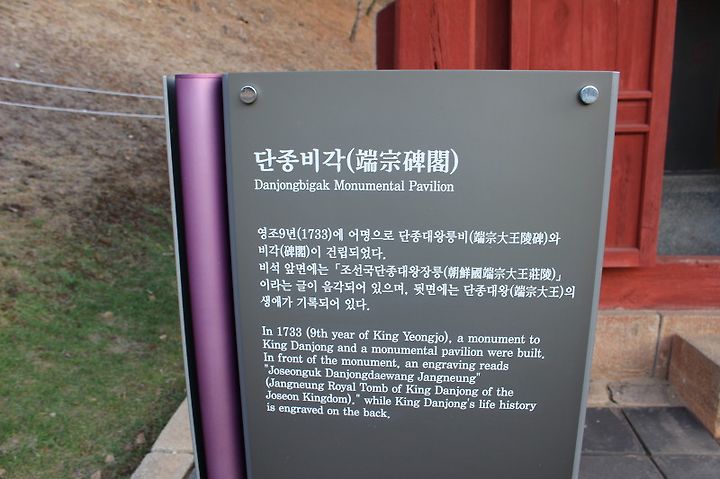 단종비각(端宗碑閣)
Danjongbigak Monumental Pavilion
영조9년(1733)에 어명으로 단종대왕릉비(端宗大王陵碑)와
비각(碑閣)이 건립되었다.
비석 앞면에는 「조선국단종대왕장릉(朝鮮國端宗大王莊陵)」
이라는 글이 음각되어 있으며, 뒷면에는 단종대왕(端宗大王)의
생애가 기록되어 있다.
In 1733 (9th year of King Yeongjo), a monument to
King Danjong and a monumental pavilion were built.
In front of the monument, an engraving reads
"Joseonguk Danjongdaewang Jangneung"
(Jangneung Royal Tomb of King Danjong of the
Joseon Kingdom)," while King Danjong's life history
is engraved on the back.